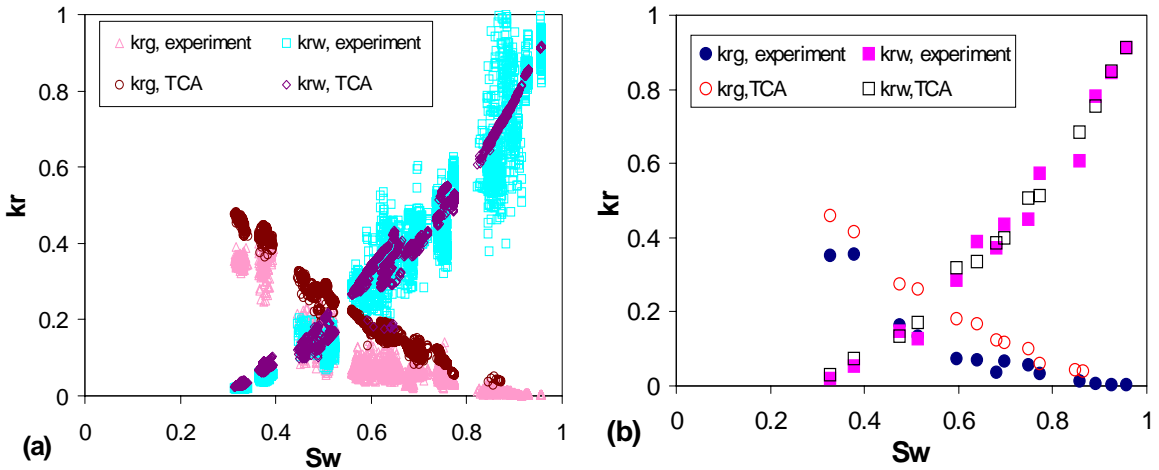 krg, experiment krw, experiment
krg, TCA krw, TCA
kr
1
0.8
0.6
0.4
0.2
0
0 0.2 0.4 0.6 0.8 1
Sw
(a)
krg, experiment krw, experiment
krg,TCA krw,TCA
kr
1
0.8
0.6
0.4
0.2
0
0 0.2 0.4 0.6 0.8 1
Sw
(b)